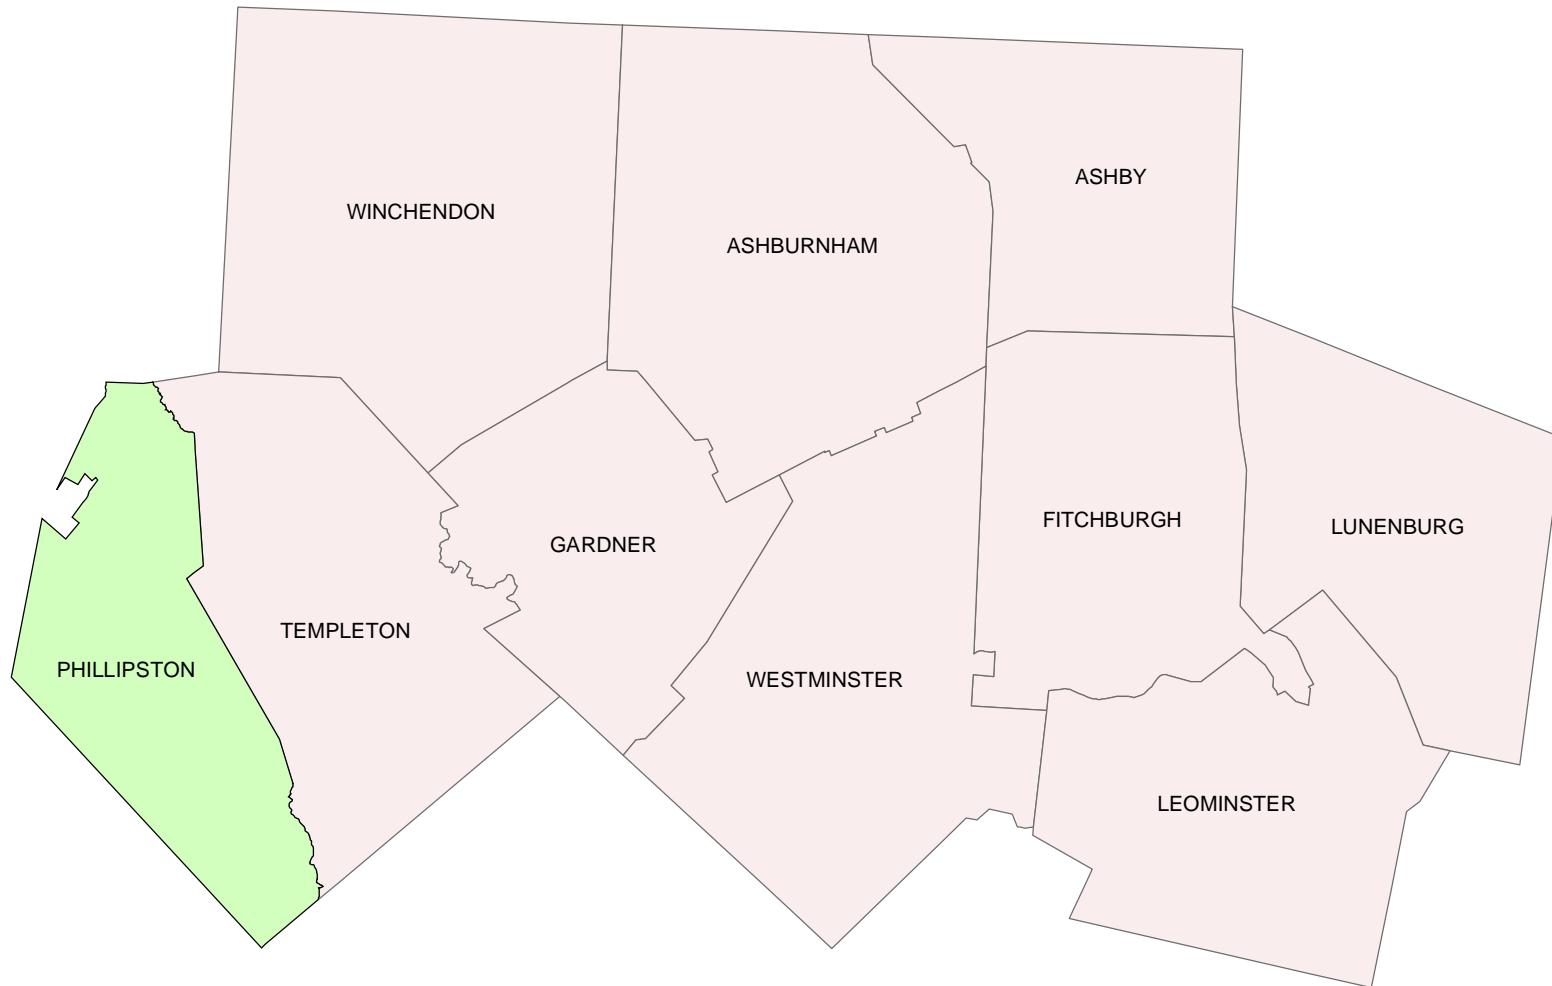 ASHBY
WINCHENDON
ASHBURNHAM
FITCHBURGH
LUNENBURG
GARDNER
TEMPLETON
PHILLIPSTON
WESTMINSTER
LEOMINSTER